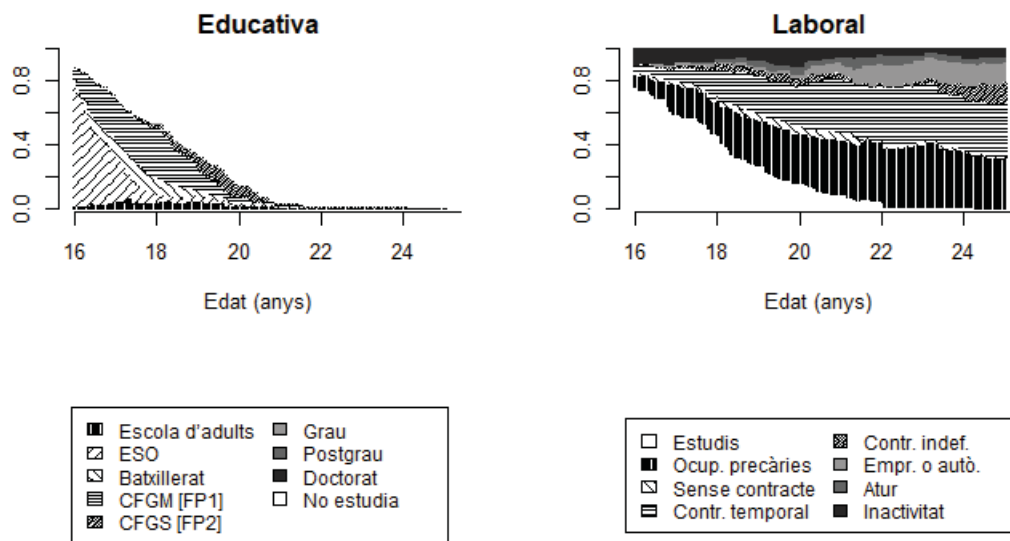 Educativa
0.8
0.4
0.0
16
18
20
22
24
Edat (anys)
Escola d'adults
ESO
Batxillerat
CFGM [FP1]
CFGS [FP2]
Grau
Postgrau
Doctorat
No estudia
Laboral
0.8
0.4
0.0
16
18
20
22
24
Edat (anys)
Estudis
Ocup. precàries
Sense contracte
Contr. temporal
Contr. indef.
Empr. o autò.
Atur
Inactivitat